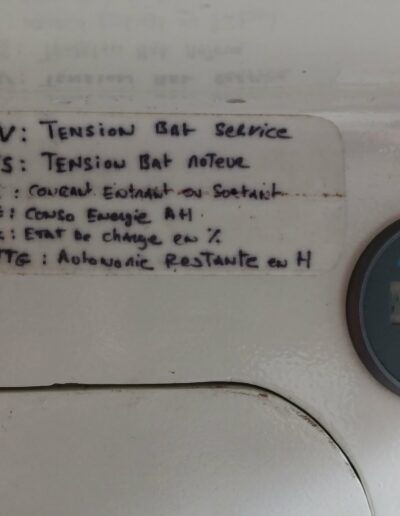 V: TENSION BAT SERVICE
S: TENSION BAT MOTEUR
: COURANT ENTRANT OU SORTANT
: CONSO Energie AH.
: ETAT DE charge en %
TTG: Autonomie RESTANTE en H